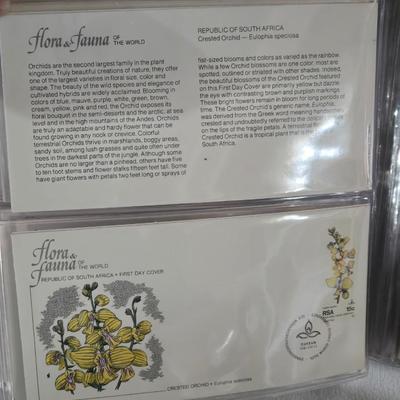 Flora & Fauna OF THE WORLD
Orchids are the second largest family in the plant
kingdom. Truly beautiful creations of nature, they offer
one of the largest varieties in floral size, color and
shape. The beauty of the wild species and elegance of
cultivated hybrids are widely acclaimed. Blooming in
colors of blue, mauve, purple, white, green, brown,
cream, yellow, pink and red, the Orchid exposes its
floral bouquet in the semi-deserts and the arctic, at sea
level and in the high mountains of the Andes. Orchids
are truly an adaptable and hardy flower that can be
found growing in any nook or crevice. Colorful
terrestrial Orchids thrive in marshlands, boggy areas,
sandy soil, among lush grasses and quite often under
trees in the darkest parts of the jungle. Although some
Orchids are no larger than a pinhead, others have five
to ten foot stems and flower stalks fifteen feet tall. Some
have giant flowers with petals two feet long or sprays of
REPUBLIC OF SOUTH AFRICA
Crested Orchid — Eulophia speciosa
fist-sized blooms and colors as varied as the rainbow.
While a few Orchid blossoms are one color, most are
spotted, outlined or striated with other shades. Indeed,
the beautiful blossoms of the Crested Orchid featured
on this First Day Cover are primarily yellow but dazzle
the eye with contrasting brown and purplish markings.
These bright flowers remain in bloom for long periods of
time. The Crested Orchid's generic name, Eulophia,
was derived from the Greek word meaning handsomely
crested and undoubtedly referred to the delicate
on the lips of the fragile petals. A terrestrial
Crested Orchid is a tropical plant that is
South Africa.
Flora &
Fauna OF THE WORLD
REPUBLIC OF SOUTH AFRICA • FIRST DAY COVER
RSA 15c
DURBAN
CRESTED ORCHID — Eulophia speciosa